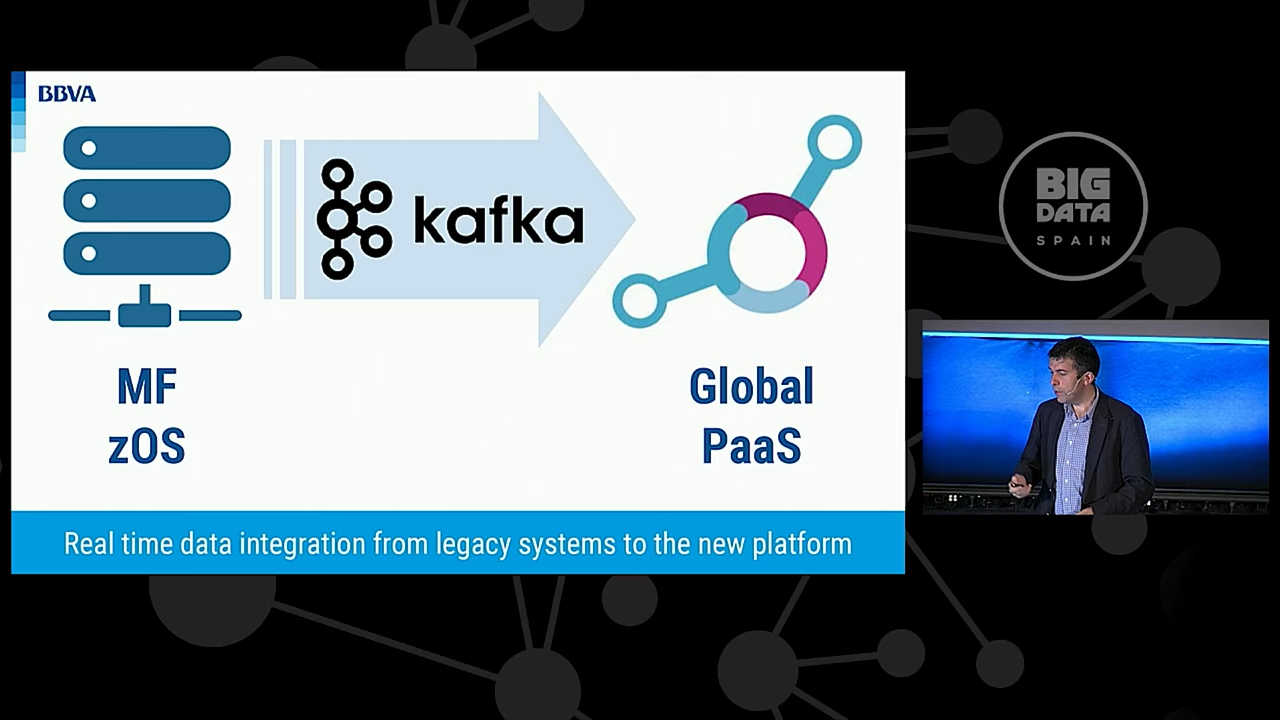 BBVA
kafka
MF
zOS
Global
PaaS
Real time data integration from legacy systems to the new platform
BIG
DATA
SPAIN